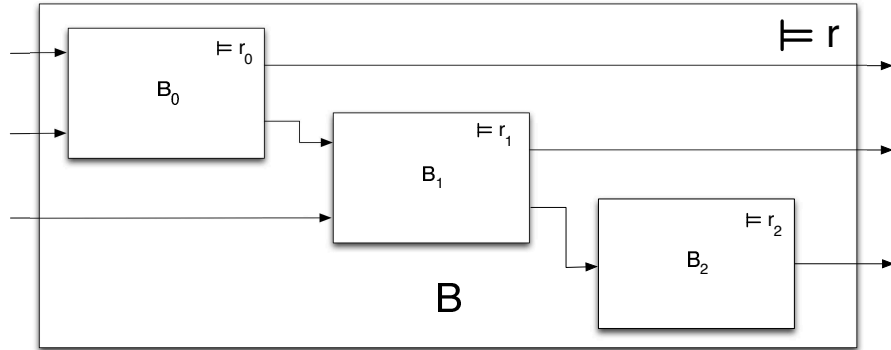 ⊨ r
⊨ r₀
B₀
⊨ r₁
B₁
⊨ r₂
B₂
B